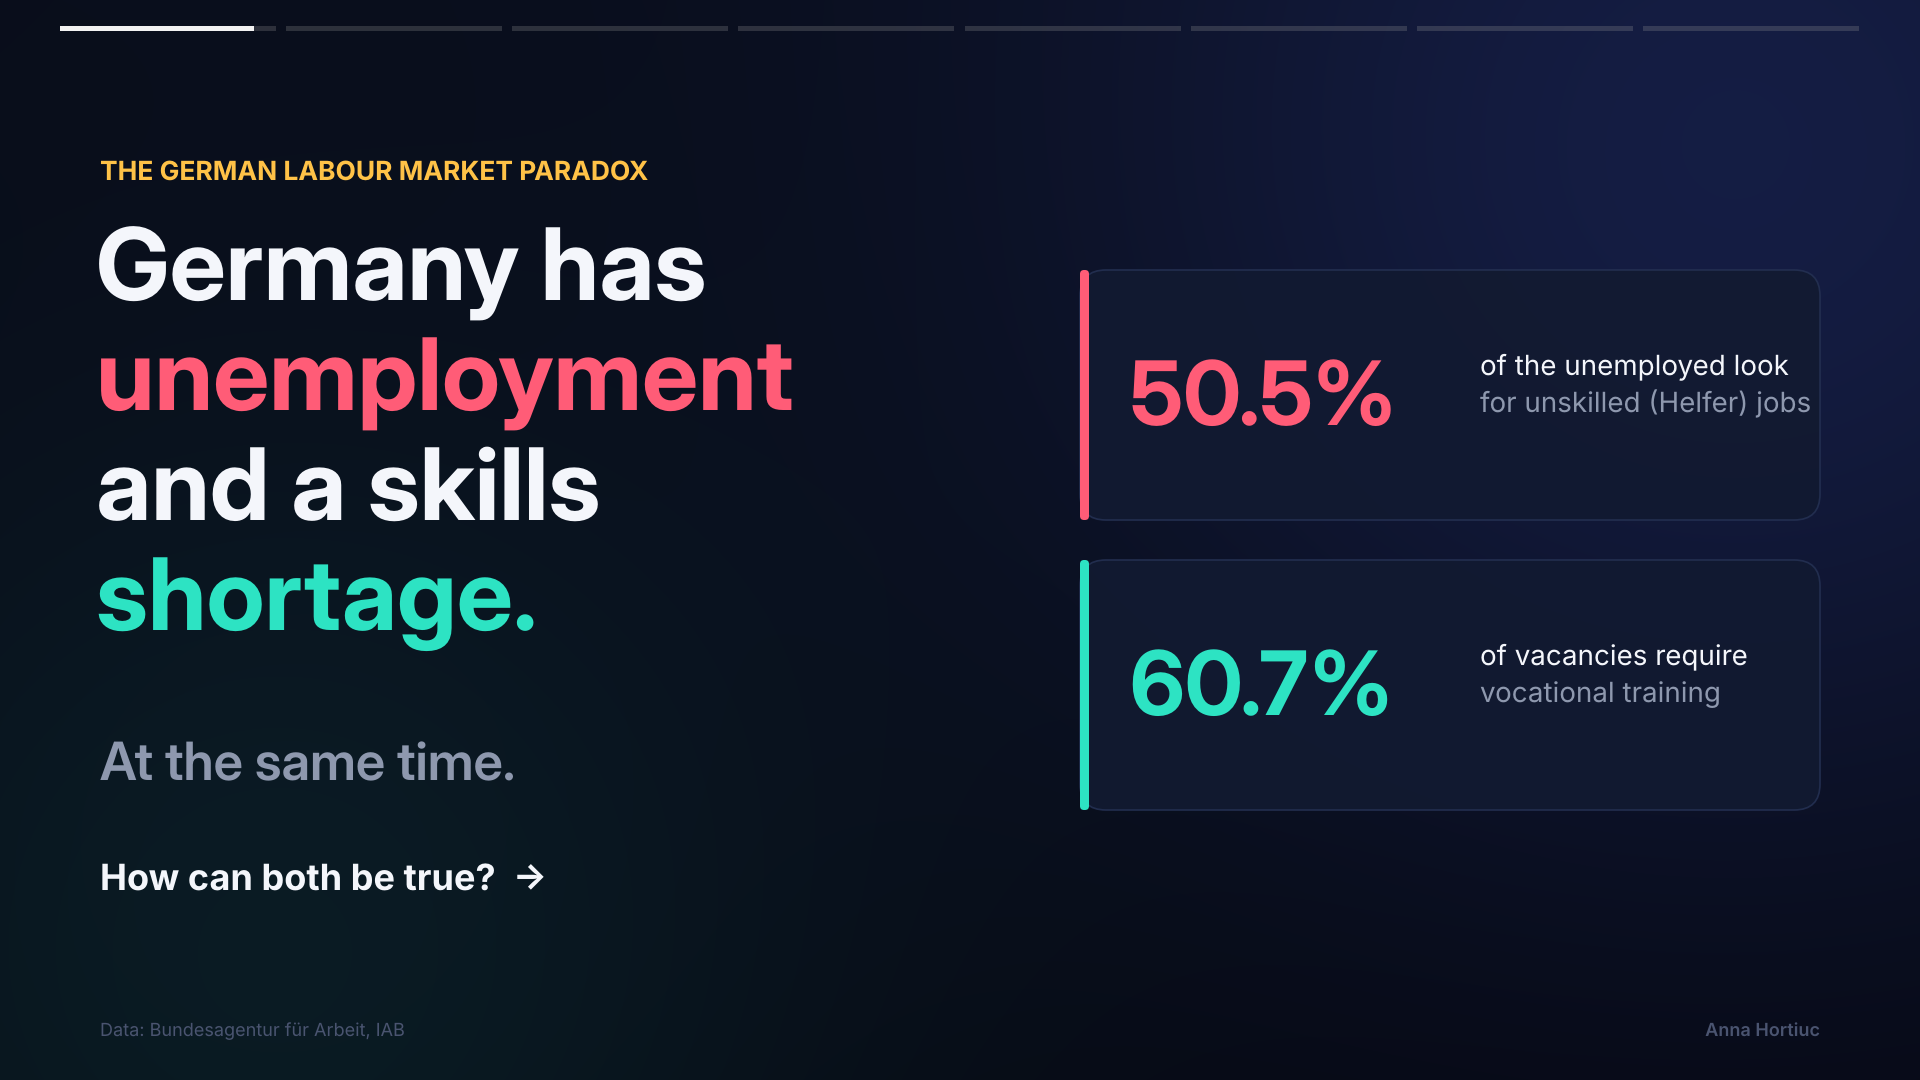 THE GERMAN LABOUR MARKET PARADOX
Germany has
unemployment
and a skills
shortage.
At the same time.
How can both be true? →
50.5%
of the unemployed look
for unskilled (Helfer) jobs
60.7%
of vacancies require
vocational training
Data: Bundesagentur für Arbeit, IAB
Anna Hortiuc